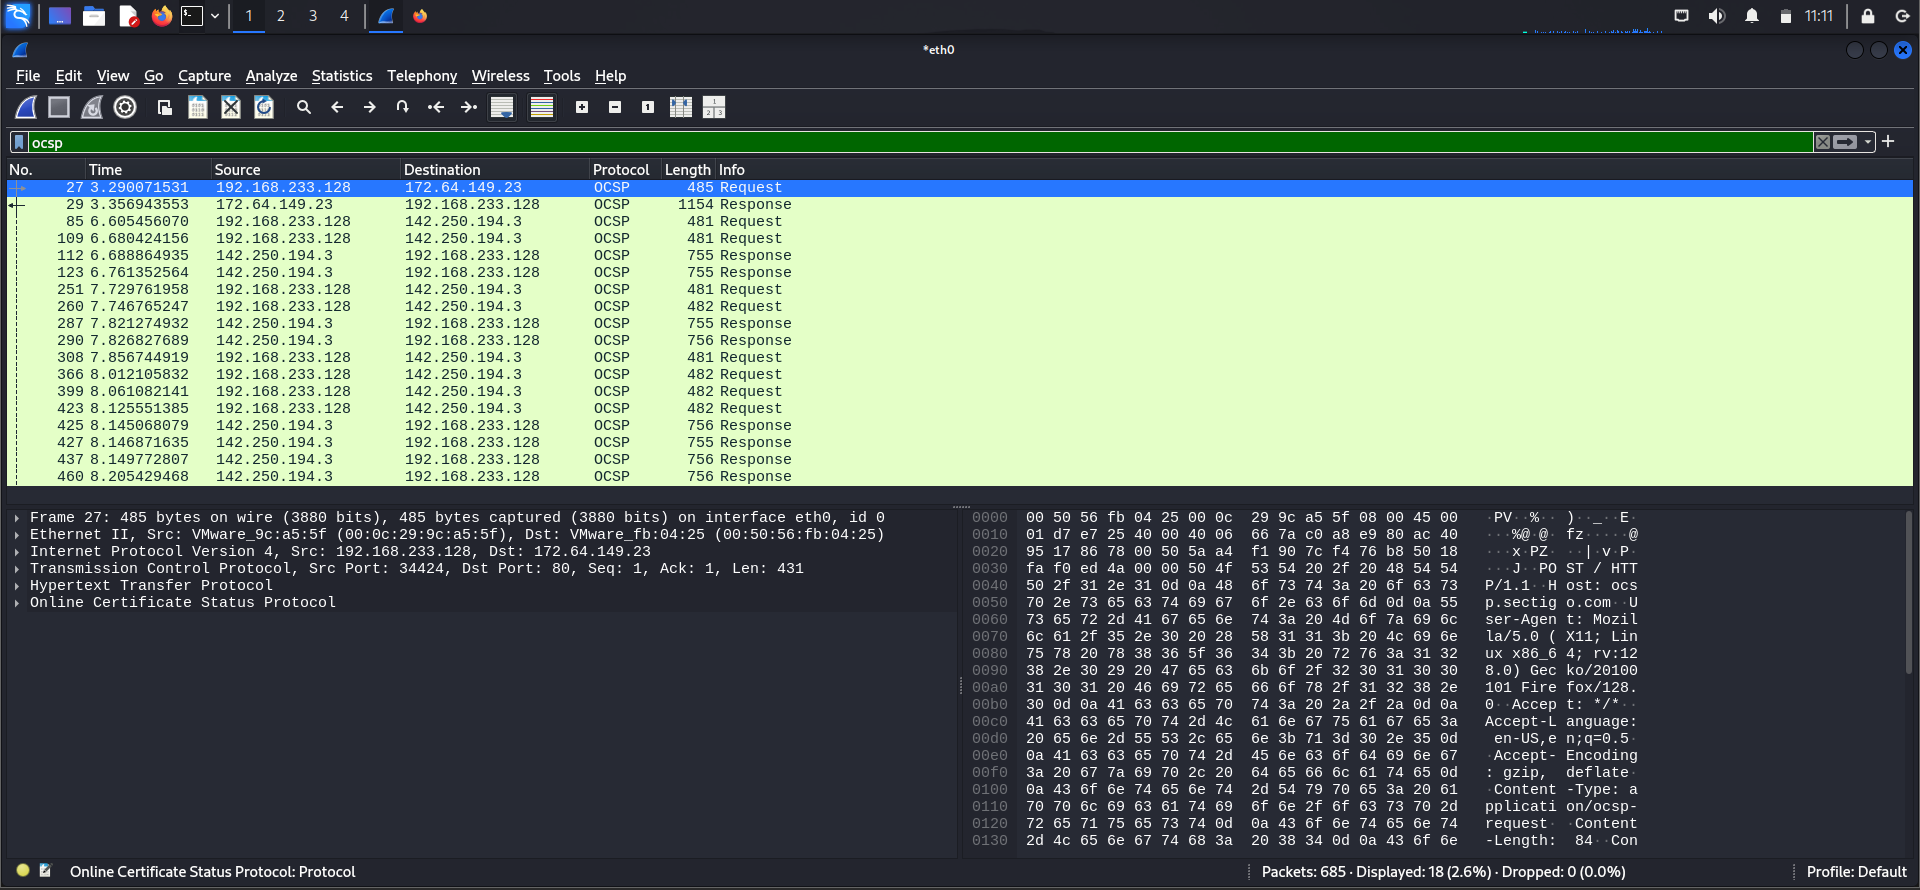 1 2 3 4 11:11
*eth0
File Edit View Go Capture Analyze Statistics Telephony Wireless Tools Help
ocsp
No. Time Source Destination Protocol Length Info
27 3.290071531 192.168.233.128 172.64.149.23 OCSP 485 Request
29 3.356943553 172.64.149.23 192.168.233.128 OCSP 1154 Response
85 6.605456070 192.168.233.128 142.250.194.3 OCSP 481 Request
109 6.680424156 192.168.233.128 142.250.194.3 OCSP 481 Request
112 6.688864935 142.250.194.3 192.168.233.128 OCSP 755 Response
123 6.761352564 142.250.194.3 192.168.233.128 OCSP 755 Response
251 7.729761958 192.168.233.128 142.250.194.3 OCSP 481 Request
260 7.746765247 192.168.233.128 142.250.194.3 OCSP 482 Request
287 7.821274932 142.250.194.3 192.168.233.128 OCSP 755 Response
290 7.826827689 142.250.194.3 192.168.233.128 OCSP 756 Response
308 7.856744919 192.168.233.128 142.250.194.3 OCSP 481 Request
366 8.012105832 192.168.233.128 142.250.194.3 OCSP 482 Request
399 8.061082141 192.168.233.128 142.250.194.3 OCSP 482 Request
423 8.125551385 192.168.233.128 142.250.194.3 OCSP 482 Request
425 8.145068079 142.250.194.3 192.168.233.128 OCSP 756 Response
427 8.146871635 142.250.194.3 192.168.233.128 OCSP 755 Response
437 8.149772807 142.250.194.3 192.168.233.128 OCSP 756 Response
460 8.205429468 142.250.194.3 192.168.233.128 OCSP 756 Response
Frame 27: 485 bytes on wire (3880 bits), 485 bytes captured (3880 bits) on interface eth0, id 0
Ethernet II, Src: VMware_9c:a5:5f (00:0c:29:9c:a5:5f), Dst: VMware_fb:04:25 (00:50:56:fb:04:25)
Internet Protocol Version 4, Src: 192.168.233.128, Dst: 172.64.149.23
Transmission Control Protocol, Src Port: 34424, Dst Port: 80, Seq: 1, Ack: 1, Len: 431
Hypertext Transfer Protocol
Online Certificate Status Protocol
0000 00 50 56 fb 04 25 00 0c 29 9c a5 5f 08 00 45 00 ·PV··%·· )··_··E·
0010 01 d7 e7 25 40 00 40 06 66 7a c0 a8 e9 80 ac 40 ···%@·@· fz·····@
0020 95 17 86 78 00 50 5a a4 f1 90 7c f4 76 b8 50 18 ···x·PZ· ··|·v·P·
0030 fa f0 ed 4a 00 00 50 4f 53 54 20 2f 20 48 54 54 ···J··PO ST / HTT
0040 50 2f 31 2e 31 0d 0a 48 6f 73 74 3a 20 6f 63 73 P/1.1··H ost: ocs
0050 70 2e 73 65 63 74 69 67 6f 2e 63 6f 6d 0d 0a 55 p.sectig o.com··U
0060 73 65 72 2d 41 67 65 6e 74 3a 20 4d 6f 7a 69 6c ser-Agen t: Mozil
0070 6c 61 2f 35 2e 30 20 28 58 31 31 3b 20 4c 69 6e la/5.0 ( X11; Lin
0080 75 78 20 78 38 36 5f 36 34 3b 20 72 76 3a 31 32 ux x86_6 4; rv:12
0090 38 2e 30 29 20 47 65 63 6b 6f 2f 32 30 31 30 30 8.0) Gec ko/20100
00a0 31 30 31 20 46 69 72 65 66 6f 78 2f 31 32 38 2e 101 Fire fox/128.
00b0 30 0d 0a 41 63 63 65 70 74 3a 20 2a 2f 2a 0d 0a 0··Accep t: */*··
00c0 41 63 63 65 70 74 2d 4c 61 6e 67 75 61 67 65 3a Accept-L anguage:
00d0 20 65 6e 2d 55 53 2c 65 6e 3b 71 3d 30 2e 35 0d  en-US,e n;q=0.5·
00e0 0a 41 63 63 65 70 74 2d 45 6e 63 6f 64 69 6e 67 ·Accept- Encoding
00f0 3a 20 67 7a 69 70 2c 20 64 65 66 6c 61 74 65 0d : gzip, deflate·
0100 0a 43 6f 6e 74 65 6e 74 2d 54 79 70 65 3a 20 61 ·Content -Type: a
0110 70 70 6c 69 63 61 74 69 6f 6e 2f 6f 63 73 70 2d pplicati on/ocsp-
0120 72 65 71 75 65 73 74 0d 0a 43 6f 6e 74 65 6e 74 request· ·Content
0130 2d 4c 65 6e 67 74 68 3a 20 38 34 0d 0a 43 6f 6e -Length: 84··Con
Online Certificate Status Protocol: Protocol Packets: 685 · Displayed: 18 (2.6%) · Dropped: 0 (0.0%) Profile: Default